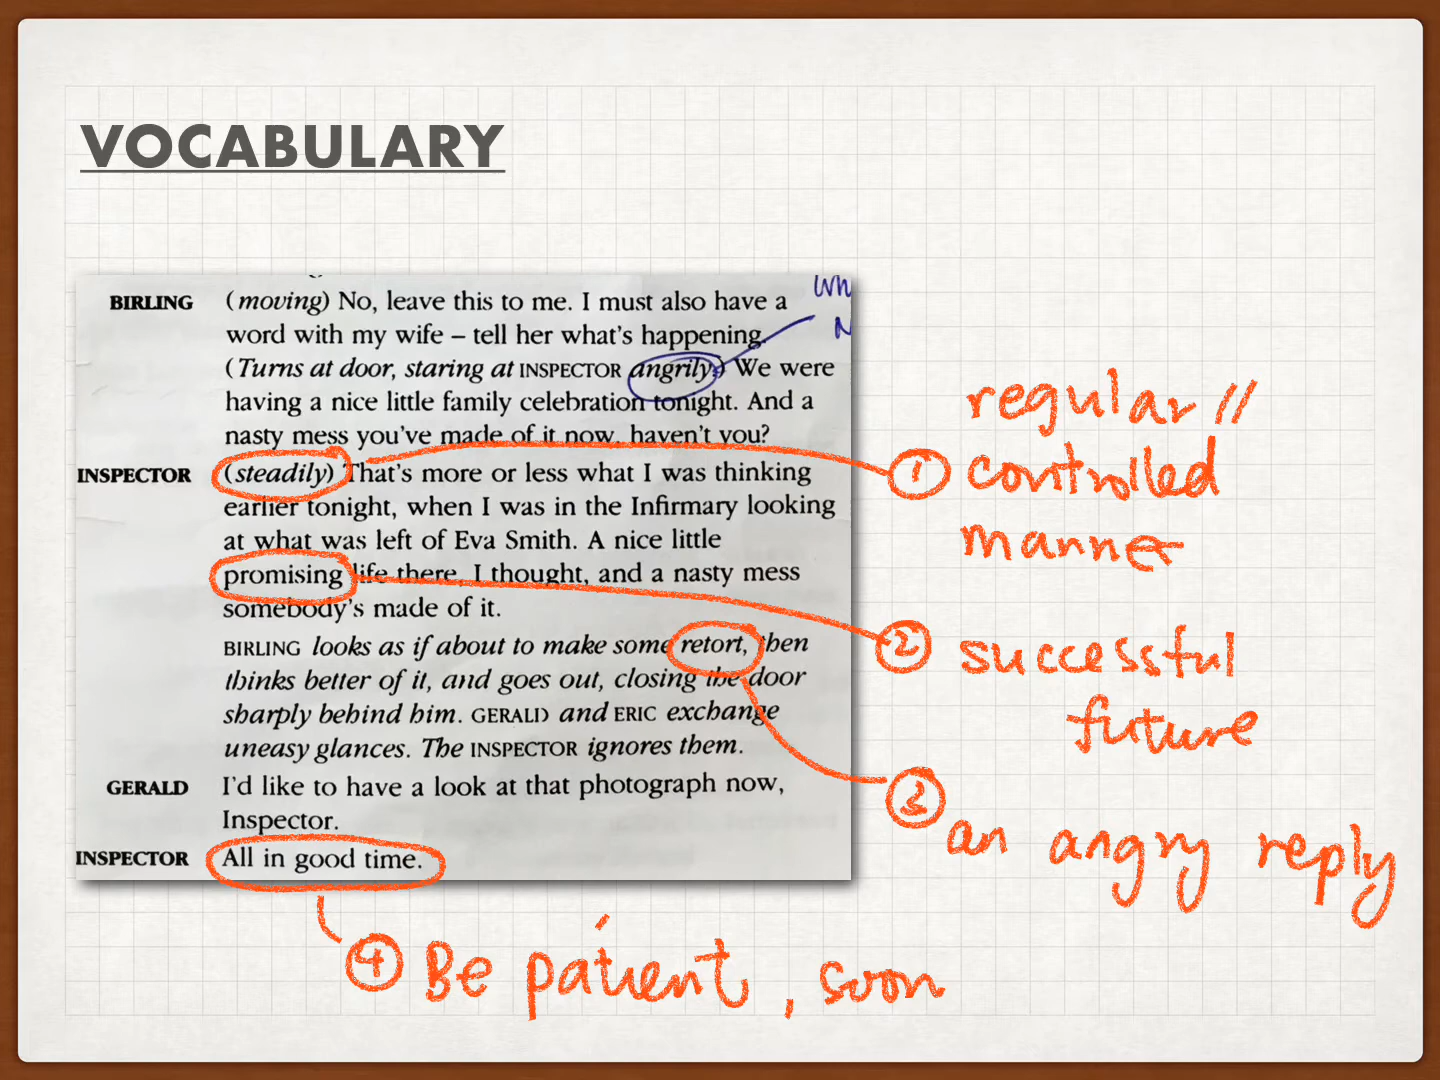 VOCABULARY
BIRLING (moving) No, leave this to me. I must also have a
word with my wife – tell her what's happening.
(Turns at door, staring at INSPECTOR angrily.) We were
having a nice little family celebration tonight. And a
nasty mess you've made of it now, haven't you?
INSPECTOR (steadily) That's more or less what I was thinking
earlier tonight, when I was in the Infirmary looking
at what was left of Eva Smith. A nice little
promising life there, I thought, and a nasty mess
somebody's made of it.
BIRLING looks as if about to make some retort, then
thinks better of it, and goes out, closing the door
sharply behind him. GERALD and ERIC exchange
uneasy glances. The INSPECTOR ignores them.
GERALD I'd like to have a look at that photograph now,
Inspector.
INSPECTOR All in good time.
regular //
1 controlled
manner
2 successful
future
3 an angry reply
4 Be patient, soon